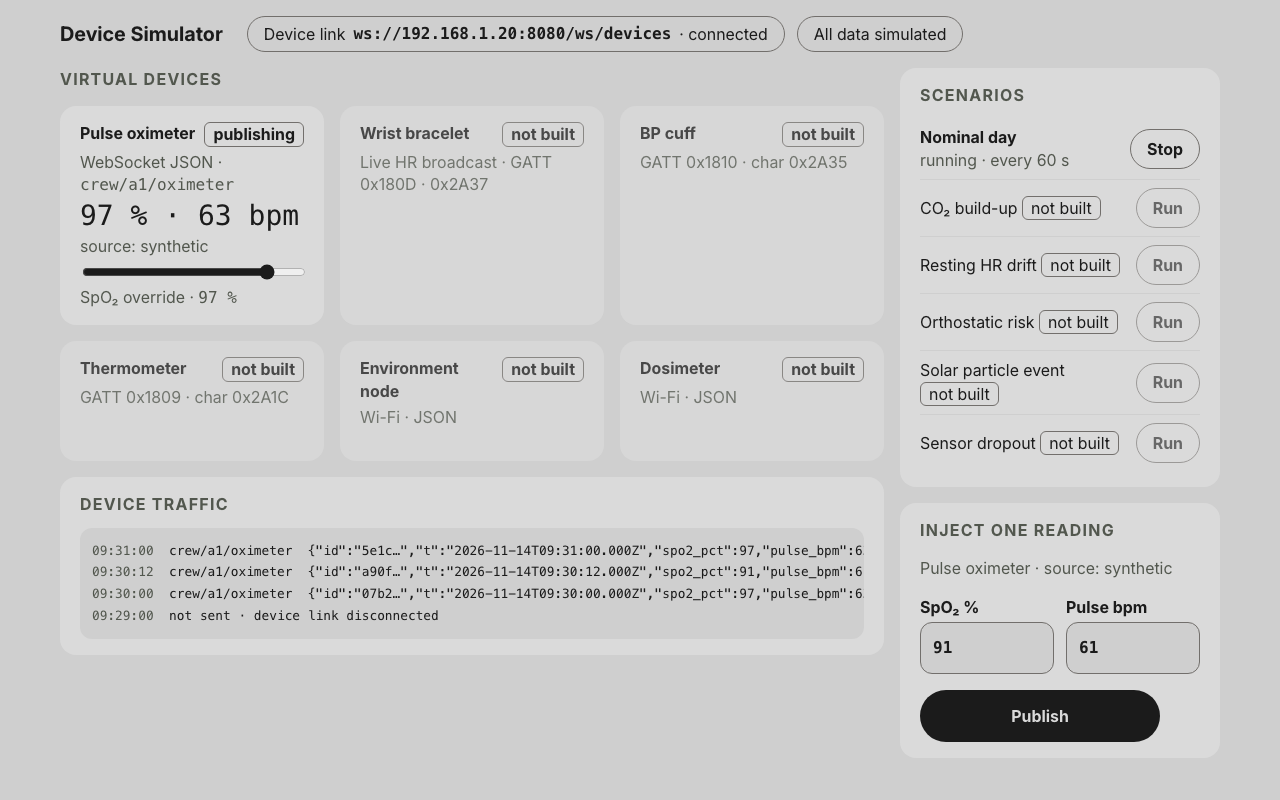 Device Simulator
Device link ws://192.168.1.20:8080/ws/devices · connected
All data simulated
VIRTUAL DEVICES
Pulse oximeter publishing
WebSocket JSON ·
crew/a1/oximeter
97 % · 63 bpm
source: synthetic
SpO₂ override · 97 %
Wrist bracelet not built
Live HR broadcast · GATT
0x180D · 0x2A37
BP cuff not built
GATT 0x1810 · char 0x2A35
Thermometer not built
GATT 0x1809 · char 0x2A1C
Environment not built
node
Wi-Fi · JSON
Dosimeter not built
Wi-Fi · JSON
DEVICE TRAFFIC
09:31:00 crew/a1/oximeter {"id":"5e1c…","t":"2026-11-14T09:31:00.000Z","spo2_pct":97,"pulse_bpm":6
09:30:12 crew/a1/oximeter {"id":"a90f…","t":"2026-11-14T09:30:12.000Z","spo2_pct":91,"pulse_bpm":6
09:30:00 crew/a1/oximeter {"id":"07b2…","t":"2026-11-14T09:30:00.000Z","spo2_pct":97,"pulse_bpm":6
09:29:00 not sent · device link disconnected
SCENARIOS
Nominal day
running · every 60 s
Stop
CO₂ build-up not built Run
Resting HR drift not built Run
Orthostatic risk not built Run
Solar particle event
not built
Run
Sensor dropout not built Run
INJECT ONE READING
Pulse oximeter · source: synthetic
SpO₂ % Pulse bpm
91 61
Publish